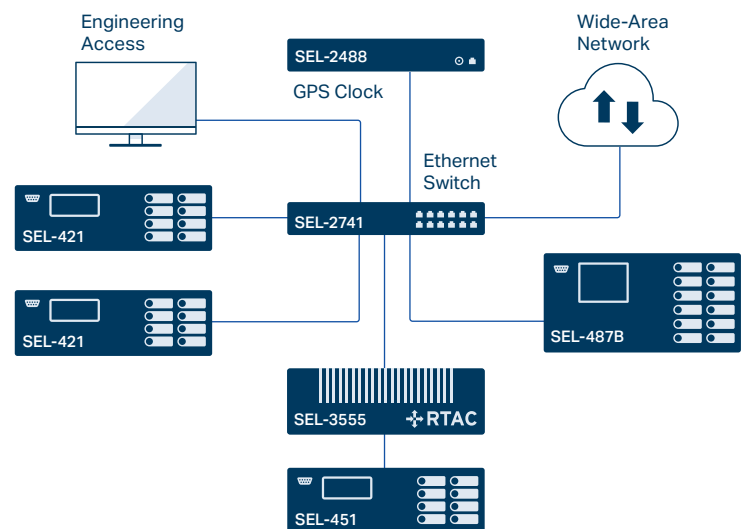 Engineering
Access
SEL-2488
GPS Clock
Wide-Area
Network
Ethernet
Switch
SEL-421
SEL-2741
SEL-421
SEL-487B
SEL-3555
RTAC
SEL-451